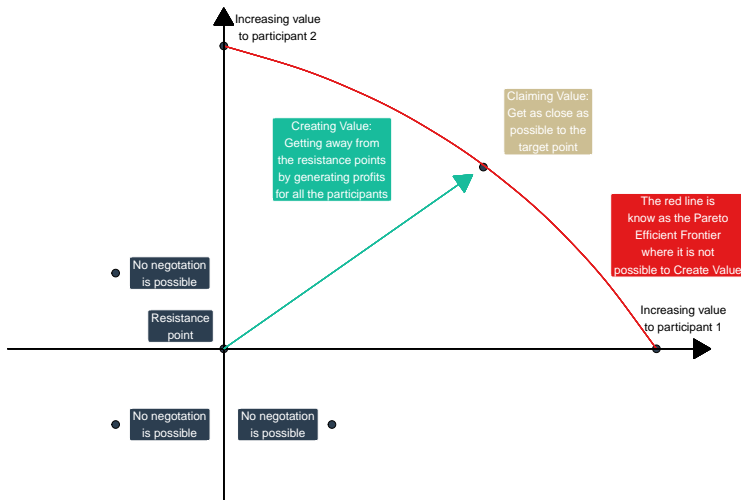 Increasing value
to participant 2
Claiming Value:
Get as close as
possible to the
target point
Creating Value:
Getting away from
the resistance points
by generating profits
for all the participants
The red line is
know as the Pareto
Efficient Frontier
where it is not
possible to Create Value
No negotation
is possible
Resistance
point
Increasing value
to participant 1
No negotation
is possible
No negotation
is possible